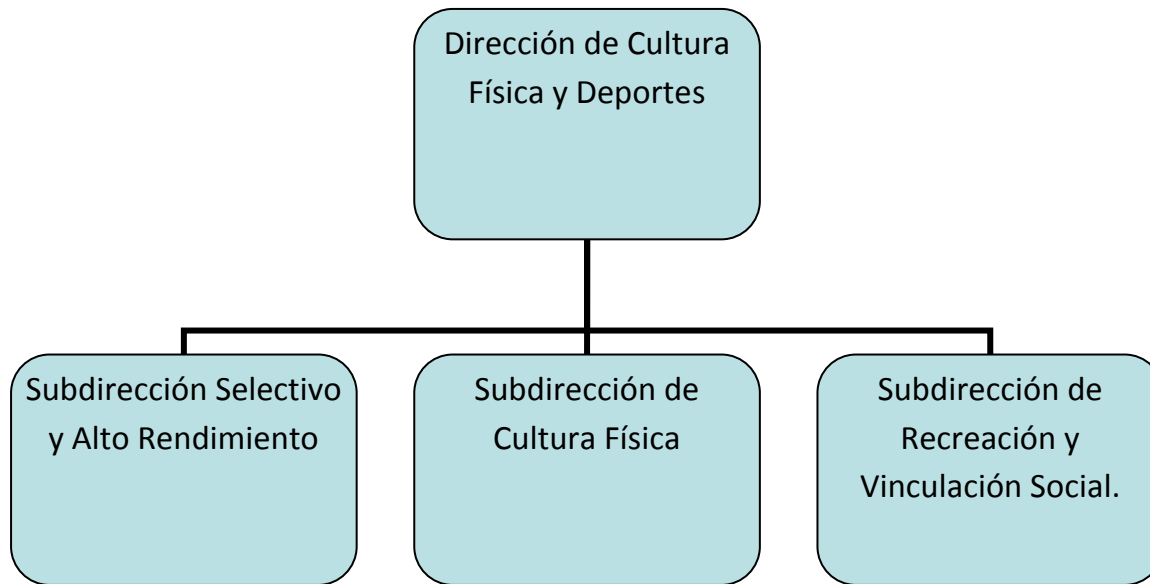 Dirección de Cultura
Física y Deportes
Subdirección Selectivo
y Alto Rendimiento
Subdirección de
Cultura Física
Subdirección de
Recreación y
Vinculación Social.